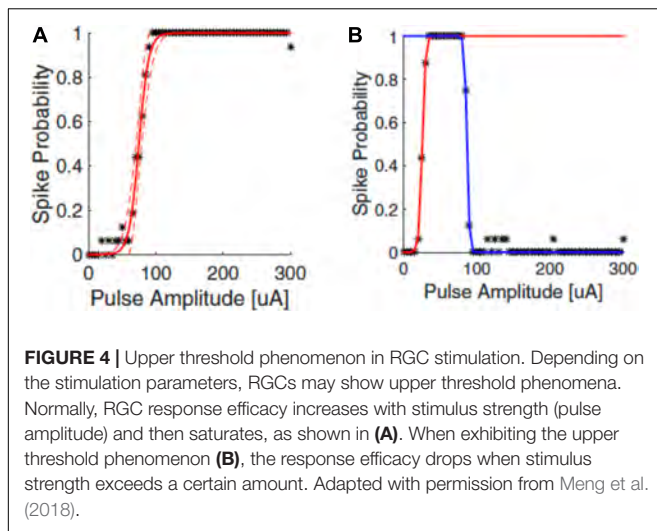 A
B
1
0.8
0.6
0.4
0.2
0
Spike Probability
0 100 200 300
Pulse Amplitude [uA]
1
0.8
0.6
0.4
0.2
0
Spike Probability
0 100 200 300
Pulse Amplitude [uA]
FIGURE 4 | Upper threshold phenomenon in RGC stimulation. Depending on
the stimulation parameters, RGCs may show upper threshold phenomena.
Normally, RGC response efficacy increases with stimulus strength (pulse
amplitude) and then saturates, as shown in (A). When exhibiting the upper
threshold phenomenon (B), the response efficacy drops when stimulus
strength exceeds a certain amount. Adapted with permission from Meng et al.
(2018).